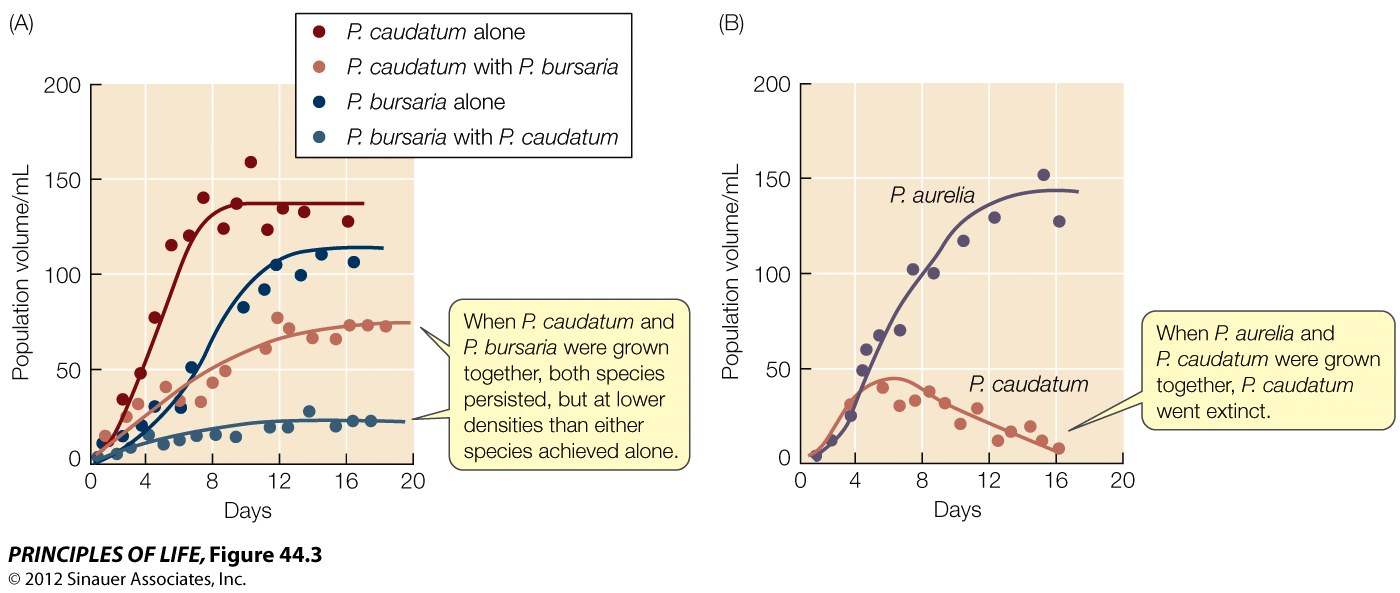 (A)
P. caudatum alone
P. caudatum with P. bursaria
P. bursaria alone
P. bursaria with P. caudatum
200
150
100
50
0
Population volume/mL
0 4 8 12 16 20
Days
When P. caudatum and
P. bursaria were grown
together, both species
persisted, but at lower
densities than either
species achieved alone.
(B)
200
150
100
50
0
Population volume/mL
P. aurelia
P. caudatum
0 4 8 12 16 20
Days
When P. aurelia and
P. caudatum were grown
together, P. caudatum
went extinct.
PRINCIPLES OF LIFE, Figure 44.3
© 2012 Sinauer Associates, Inc.